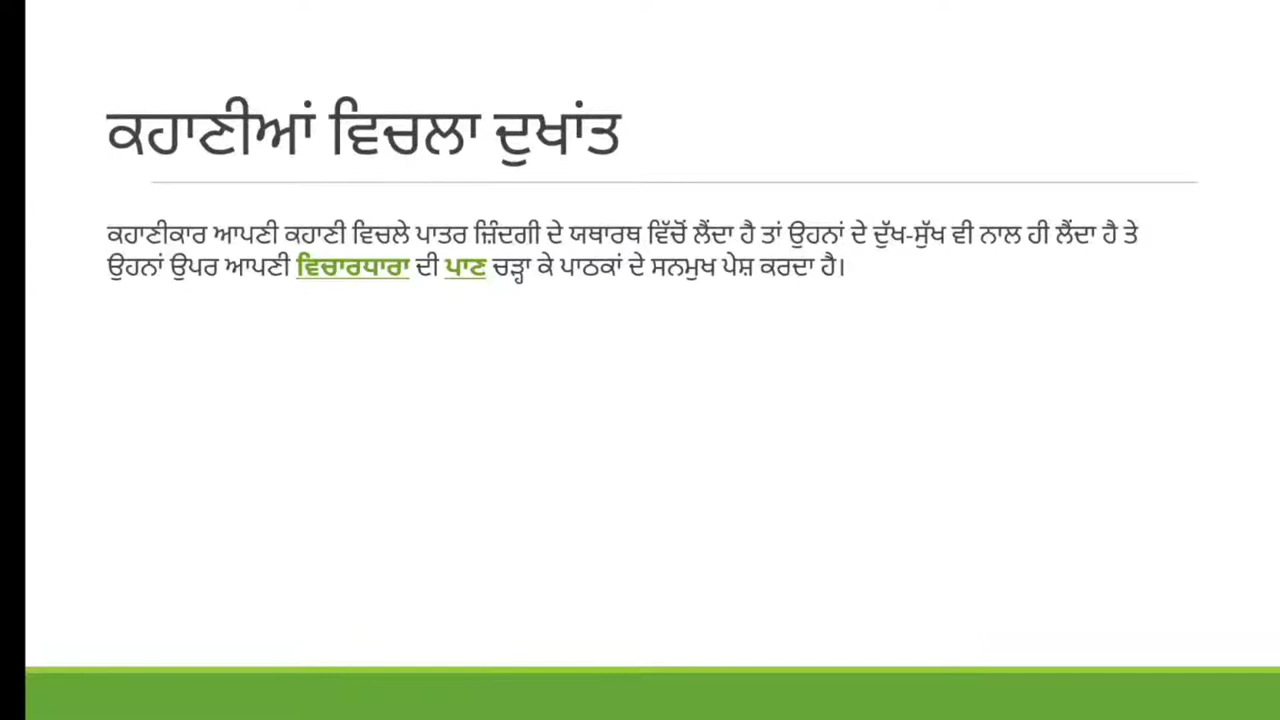 ਕਹਾਣੀਆਂ ਵਿਚਲਾ ਦੁਖਾਂਤ
ਕਹਾਣੀਕਾਰ ਆਪਣੀ ਕਹਾਣੀ ਵਿਚਲੇ ਪਾਤਰ ਜ਼ਿੰਦਗੀ ਦੇ ਯਥਾਰਥ ਵਿੱਚੋਂ ਲੈਂਦਾ ਹੈ ਤਾਂ ਉਹਨਾਂ ਦੇ ਦੁੱਖ-ਸੁੱਖ ਵੀ ਨਾਲ ਹੀ ਲੈਂਦਾ ਹੈ ਤੇ
ਉਹਨਾਂ ਉਪਰ ਆਪਣੀ ਵਿਚਾਰਧਾਰਾ ਦੀ ਪਾਣ ਚੜ੍ਹਾ ਕੇ ਪਾਠਕਾਂ ਦੇ ਸਨਮੁਖ ਪੇਸ਼ ਕਰਦਾ ਹੈ।